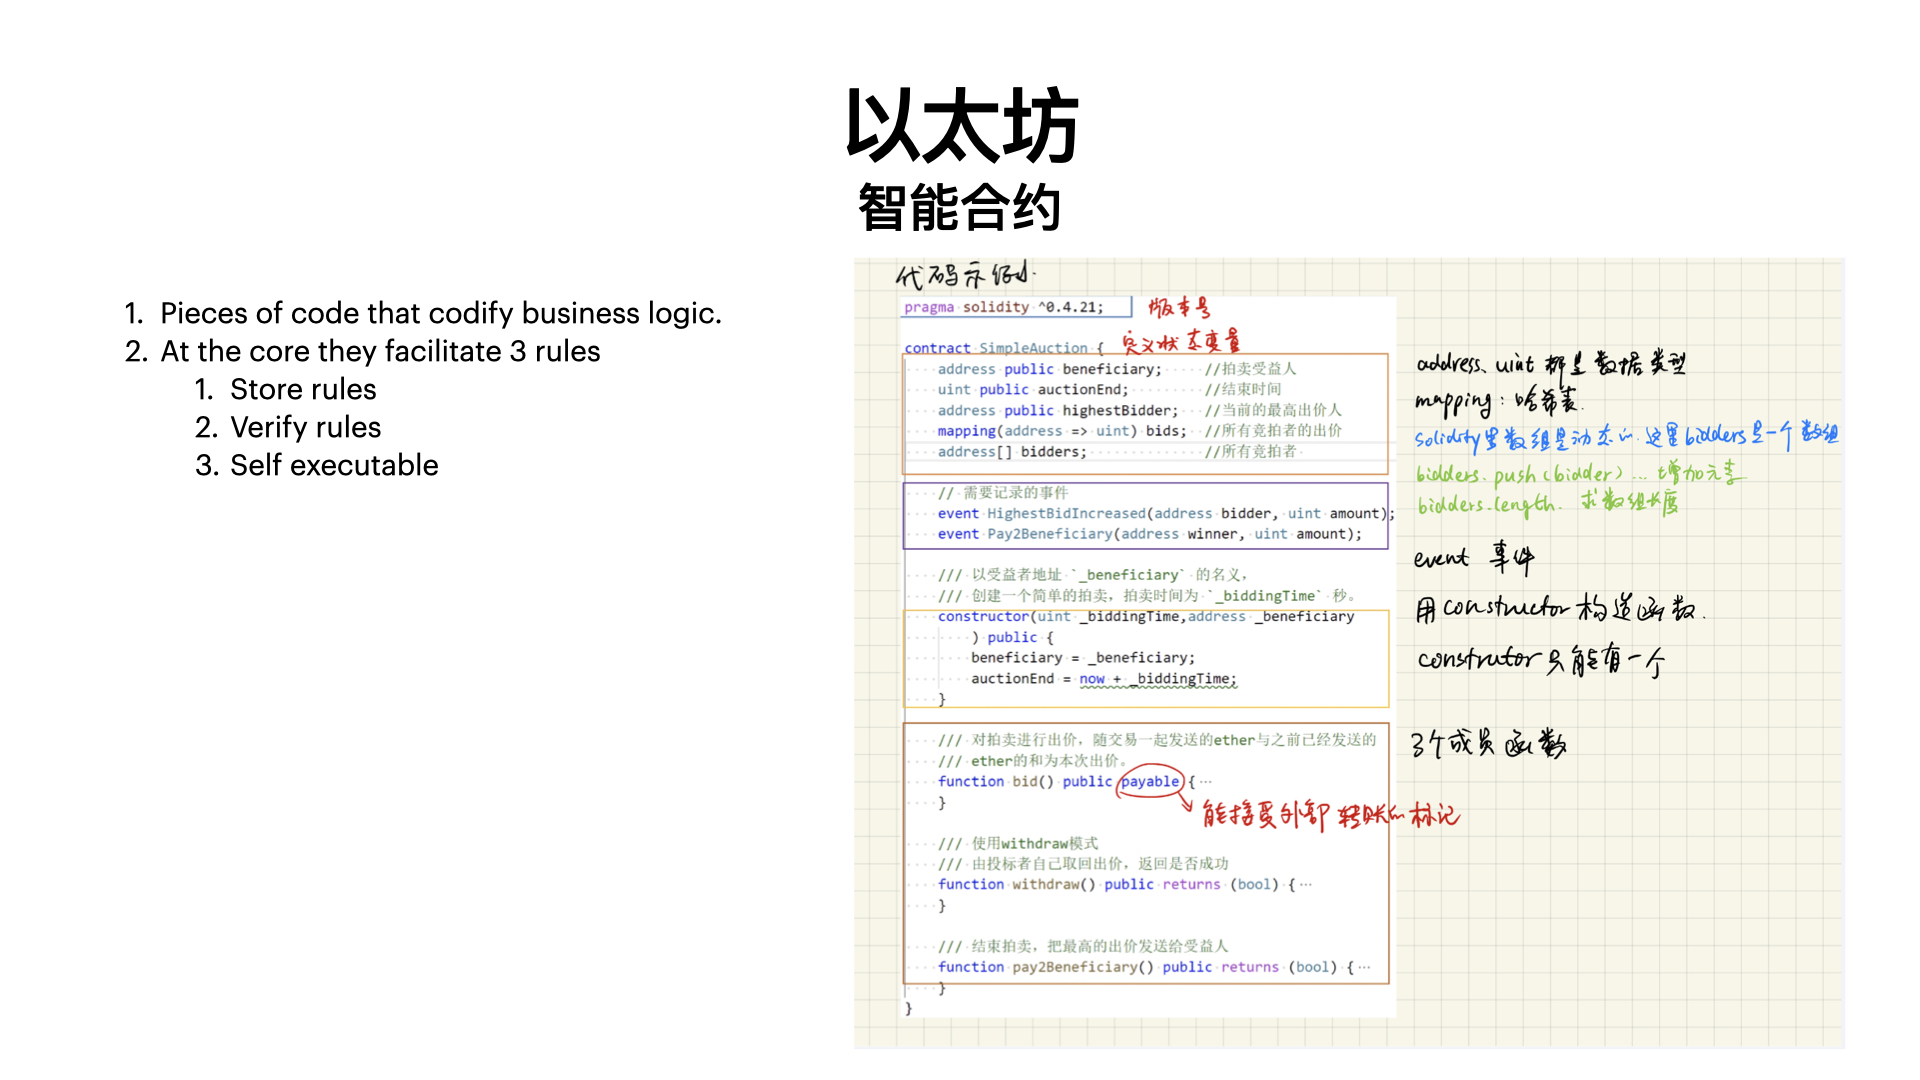 以太坊
智能合约
1. Pieces of code that codify business logic.
2. At the core they facilitate 3 rules
1. Store rules
2. Verify rules
3. Self executable
代码示例
pragma solidity ^0.4.21;
版本号
contract SimpleAuction {
定义状态变量
address public beneficiary; //拍卖受益人
uint public auctionEnd; //结束时间
address public highestBidder; //当前的最高出价人
mapping(address => uint) bids; //所有竞拍者的出价
address[] bidders; //所有竞拍者
// 需要记录的事件
event HighestBidIncreased(address bidder, uint amount);
event Pay2Beneficiary(address winner, uint amount);
/// 以受益者地址 `_beneficiary` 的名义，
/// 创建一个简单的拍卖，拍卖时间为 `_biddingTime` 秒。
constructor(uint _biddingTime,address _beneficiary
) public {
beneficiary = _beneficiary;
auctionEnd = now + _biddingTime;
}
/// 对拍卖进行出价，随交易一起发送的ether与之前已经发送的
/// ether的和为本次出价。
function bid() public payable {…
}
能接受外部转账的标记
/// 使用withdraw模式
/// 由投标者自己取回出价，返回是否成功
function withdraw() public returns (bool) {…
}
/// 结束拍卖，把最高的出价发送给受益人
function pay2Beneficiary() public returns (bool) {…
}
}
address、uint 都是数据类型
mapping：哈希表.
solidity里数组是动态的.这里bidders是一个数组
bidders.push(bidder)...增加元素
bidders.length. 求数组长度
event 事件
用constructor构造函数.
construtor只能有一个
3个成员函数